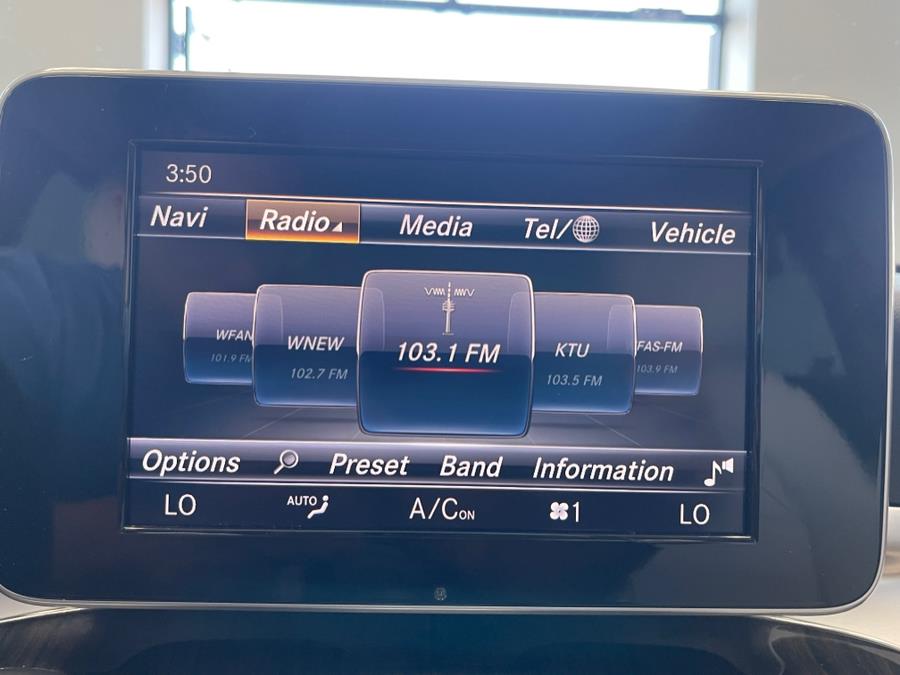 3:50
Navi Radio Media Tel/ Vehicle
WFAN WNEW 103.1 FM KTU FAS-FM
101.9 FM 102.7 FM 103.5 FM 103.9 FM
Options Preset Band Information
LO AUTO A/C ON 1 LO